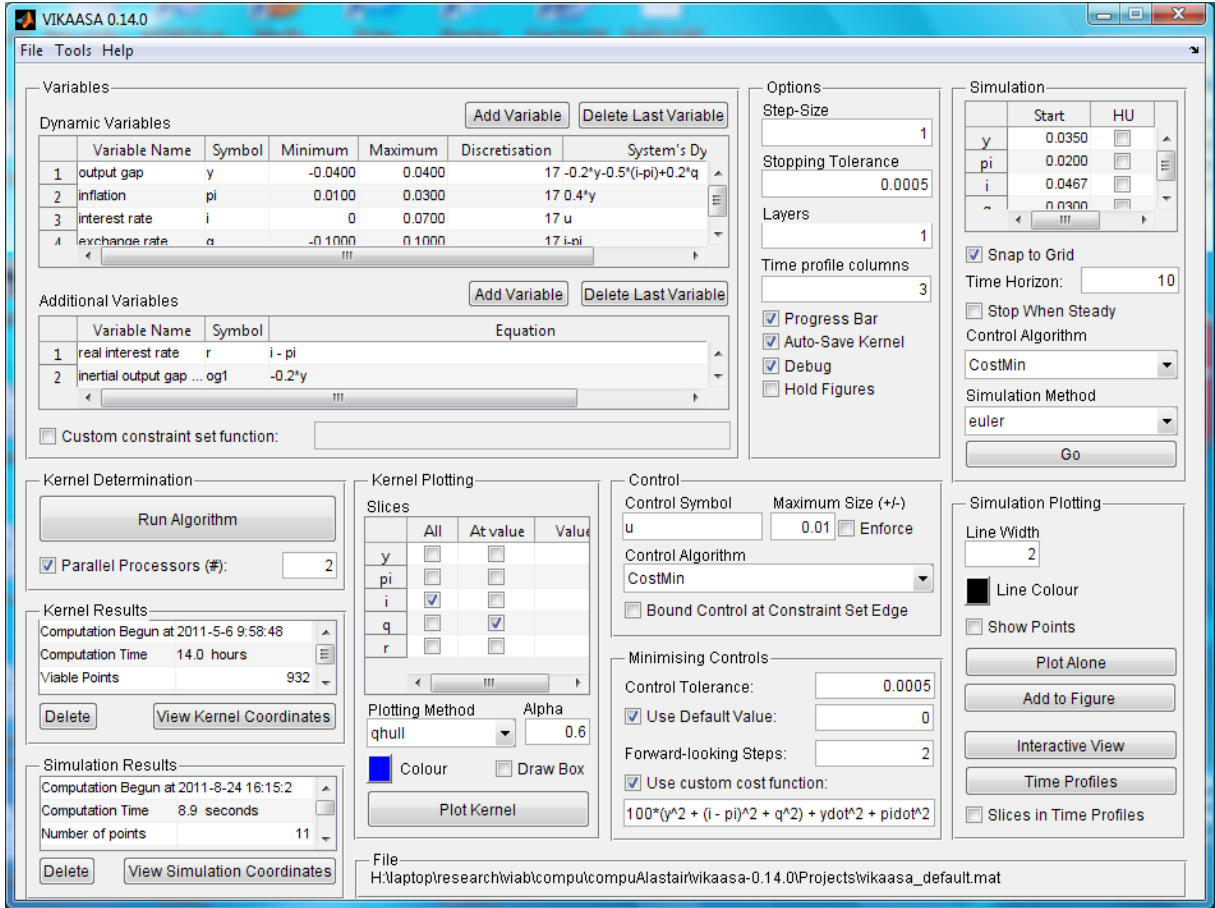 VIKAASA 0.14.0
File Tools Help
Variables
Dynamic Variables
Add Variable
Delete Last Variable
Variable Name Symbol Minimum Maximum Discretisation System's Dy
1 output gap y -0.0400 0.0400 17 -0.2*y-0.5*(i-pi)+0.2*q
2 inflation pi 0.0100 0.0300 17 0.4*y
3 interest rate i 0 0.0700 17 u
4 exchange rate q -0.1000 0.1000 17 i-pi
Additional Variables
Add Variable
Delete Last Variable
Variable Name Symbol Equation
1 real interest rate r i - pi
2 inertial output gap ... og1 -0.2*y
Custom constraint set function:
Options
Step-Size
1
Stopping Tolerance
0.0005
Layers
1
Time profile columns
3
Progress Bar
Auto-Save Kernel
Debug
Hold Figures
Simulation
Start HU
y 0.0350
pi 0.0200
i 0.0467
q 0.0300
Snap to Grid
Time Horizon: 10
Stop When Steady
Control Algorithm
CostMin
Simulation Method
euler
Go
Kernel Determination
Run Algorithm
Parallel Processors (#): 2
Kernel Results
Computation Begun at 2011-5-6 9:58:48
Computation Time 14.0 hours
Viable Points 932
Delete
View Kernel Coordinates
Simulation Results
Computation Begun at 2011-8-24 16:15:2
Computation Time 8.9 seconds
Number of points 11
Delete
View Simulation Coordinates
Kernel Plotting
Slices
All At value Value
y
pi
i
q
r
Plotting Method Alpha
qhull 0.6
Colour Draw Box
Plot Kernel
Control
Control Symbol Maximum Size (+/-)
u 0.01 Enforce
Control Algorithm
CostMin
Bound Control at Constraint Set Edge
Minimising Controls
Control Tolerance: 0.0005
Use Default Value: 0
Forward-looking Steps: 2
Use custom cost function:
100*(y^2 + (i - pi)^2 + q^2) + ydot^2 + pidot^2
Simulation Plotting
Line Width
2
Line Colour
Show Points
Plot Alone
Add to Figure
Interactive View
Time Profiles
Slices in Time Profiles
File
H:\laptop\research\viab\compu\compuAlastair\vikaasa-0.14.0\Projects\vikaasa_default.mat